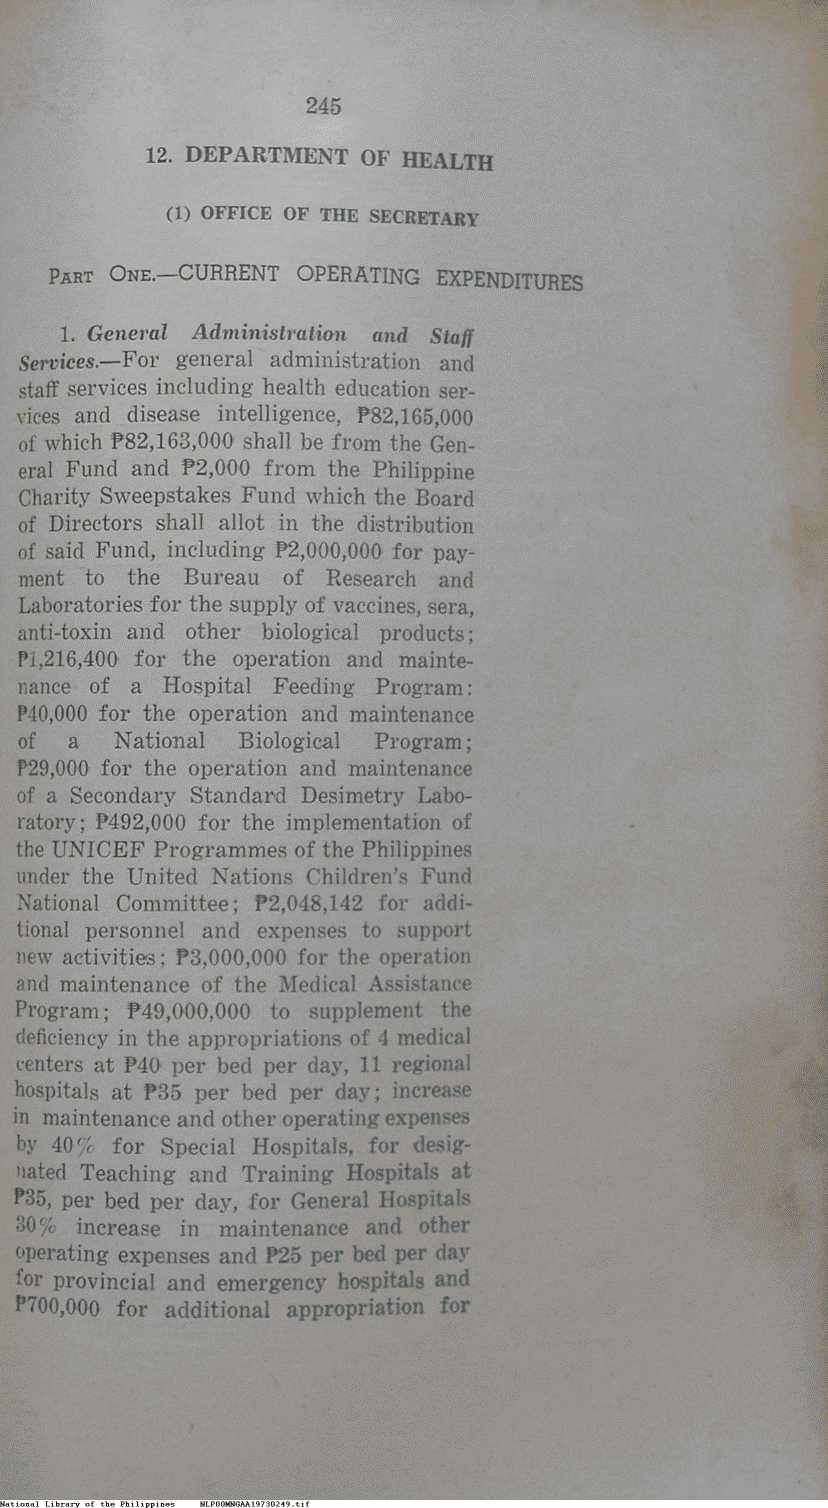 245
12. DEPARTMENT OF HEALTH
(1) OFFICE OF THE SECRETARY
PART ONE.—CURRENT OPERATING EXPENDITURES
1. General Administration and Staff
Services.—For general administration and
staff services including health education ser-
vices and disease intelligence, ₱82,165,000
of which ₱82,163,000 shall be from the Gen-
eral Fund and ₱2,000 from the Philippine
Charity Sweepstakes Fund which the Board
of Directors shall allot in the distribution
of said Fund, including ₱2,000,000 for pay-
ment to the Bureau of Research and
Laboratories for the supply of vaccines, sera,
anti-toxin and other biological products;
₱1,216,400 for the operation and mainte-
nance of a Hospital Feeding Program:
₱40,000 for the operation and maintenance
of a National Biological Program;
₱29,000 for the operation and maintenance
of a Secondary Standard Desimetry Labo-
ratory; ₱492,000 for the implementation of
the UNICEF Programmes of the Philippines
under the United Nations Children's Fund
National Committee; ₱2,048,142 for addi-
tional personnel and expenses to support
new activities; ₱3,000,000 for the operation
and maintenance of the Medical Assistance
Program; ₱49,000,000 to supplement the
deficiency in the appropriations of 4 medical
centers at ₱40 per bed per day, 11 regional
hospitals at ₱35 per bed per day; increase
in maintenance and other operating expenses
by 40% for Special Hospitals, for desig-
nated Teaching and Training Hospitals at
₱35, per bed per day, for General Hospitals
30% increase in maintenance and other
operating expenses and ₱25 per bed per day
for provincial and emergency hospitals and
₱700,000 for additional appropriation for
National Library of the Philippines NLP00MNGAA19730249.tif